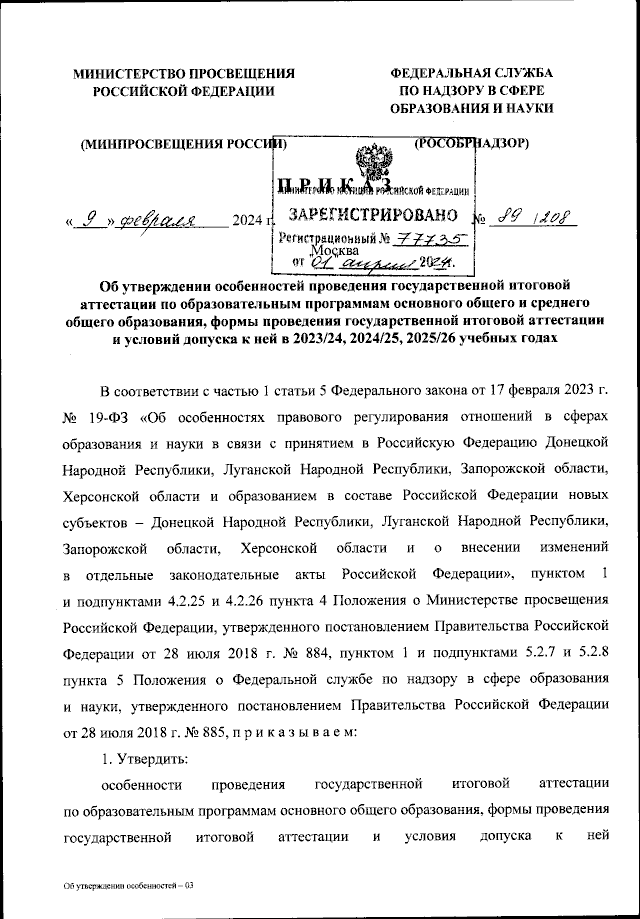 МИНИСТЕРСТВО ПРОСВЕЩЕНИЯ
РОССИЙСКОЙ ФЕДЕРАЦИИ
(МИНПРОСВЕЩЕНИЯ РОССИИ)
ФЕДЕРАЛЬНАЯ СЛУЖБА
ПО НАДЗОРУ В СФЕРЕ
ОБРАЗОВАНИЯ И НАУКИ
(РОСОБРНАДЗОР)
П Р И К А З
МИНИСТЕРСТВО ЮСТИЦИИ РОССИЙСКОЙ ФЕДЕРАЦИИ
ЗАРЕГИСТРИРОВАНО
Регистрационный № 77735
от "01" апреля 2024г.
« 9 » февраля 2024 г.
Москва
№ 89/208
Об утверждении особенностей проведения государственной итоговой
аттестации по образовательным программам основного общего и среднего
общего образования, формы проведения государственной итоговой аттестации
и условий допуска к ней в 2023/24, 2024/25, 2025/26 учебных годах
В соответствии с частью 1 статьи 5 Федерального закона от 17 февраля 2023 г.
№ 19-ФЗ «Об особенностях правового регулирования отношений в сферах
образования и науки в связи с принятием в Российскую Федерацию Донецкой
Народной Республики, Луганской Народной Республики, Запорожской области,
Херсонской области и образованием в составе Российской Федерации новых
субъектов – Донецкой Народной Республики, Луганской Народной Республики,
Запорожской области, Херсонской области и о внесении изменений
в отдельные законодательные акты Российской Федерации», пунктом 1
и подпунктами 4.2.25 и 4.2.26 пункта 4 Положения о Министерстве просвещения
Российской Федерации, утвержденного постановлением Правительства Российской
Федерации от 28 июля 2018 г. № 884, пунктом 1 и подпунктами 5.2.7 и 5.2.8
пункта 5 Положения о Федеральной службе по надзору в сфере образования
и науки, утвержденного постановлением Правительства Российской Федерации
от 28 июля 2018 г. № 885, п р и к а з ы в а е м:
1. Утвердить:
особенности проведения государственной итоговой аттестации
по образовательным программам основного общего образования, формы проведения
государственной итоговой аттестации и условия допуска к ней
Об утверждении особенностей – 03